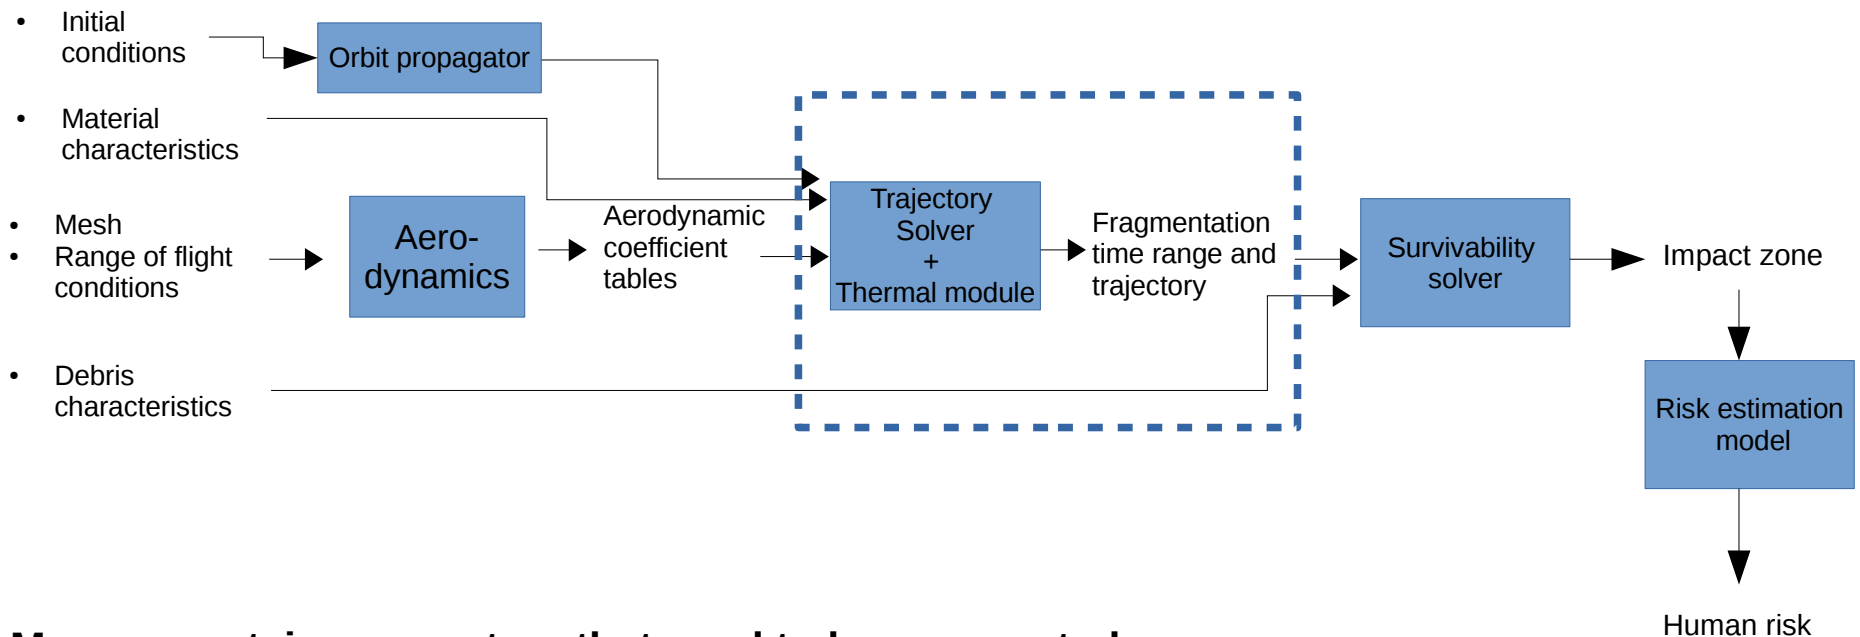 • Initial
conditions
Orbit propagator
• Material
characteristics
• Mesh
• Range of flight
conditions
Aero-
dynamics
Aerodynamic
coefficient
tables
Trajectory
Solver
+
Thermal module
Fragmentation
time range and
trajectory
Survivability
solver
Impact zone
• Debris
characteristics
Risk estimation
model
Human risk